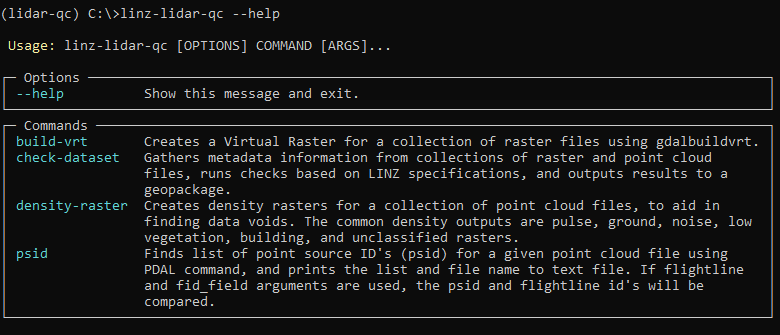 (lidar-qc) C:\>linz-lidar-qc --help
Usage: linz-lidar-qc [OPTIONS] COMMAND [ARGS]...
Options
--help Show this message and exit.
Commands
build-vrt Creates a Virtual Raster for a collection of raster files using gdalbuildvrt.
check-dataset Gathers metadata information from collections of raster and point cloud
files, runs checks based on LINZ specifications, and outputs results to a
geopackage.
density-raster Creates density rasters for a collection of point cloud files, to aid in
finding data voids. The common density outputs are pulse, ground, noise, low
vegetation, building, and unclassified rasters.
psid Finds list of point source ID's (psid) for a given point cloud file using
PDAL command, and prints the list and file name to text file. If flightline
and fid_field arguments are used, the psid and flightline id's will be
compared.